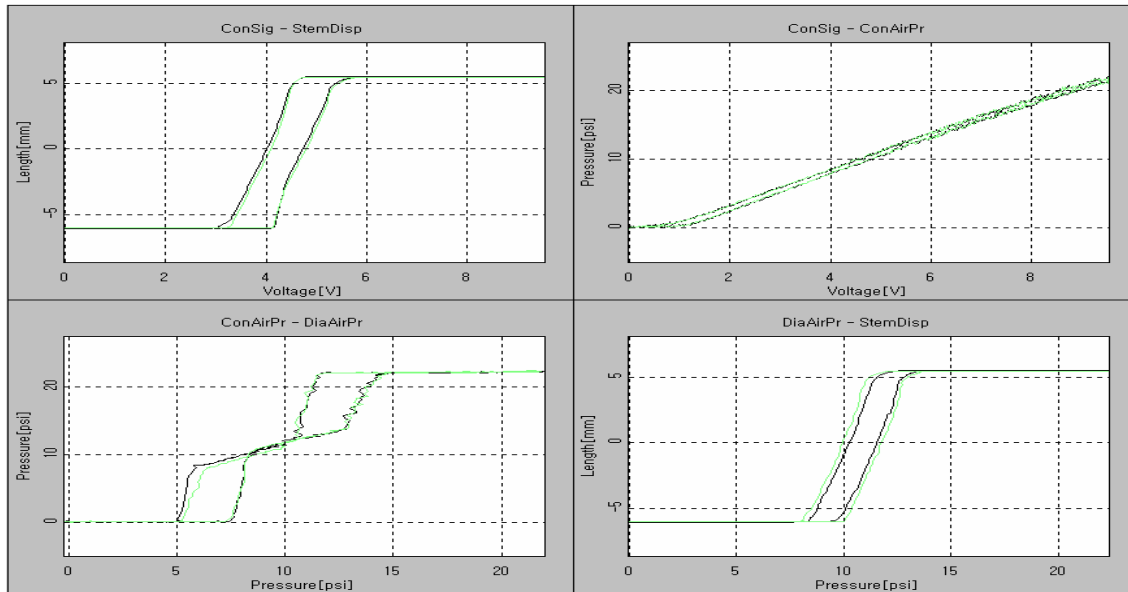 ConSig - StemDisp
5
0
-5
Length[mm]
0 2 4 6 8
Voltage[V]
ConSig - ConAirPr
20
10
0
Pressure[psi]
0 2 4 6 8
Voltage[V]
ConAirPr - DiaAirPr
20
10
0
Pressure[psi]
0 5 10 15 20
Pressure[psi]
DiaAirPr - StemDisp
5
0
-5
Length[mm]
0 5 10 15 20
Pressure[psi]